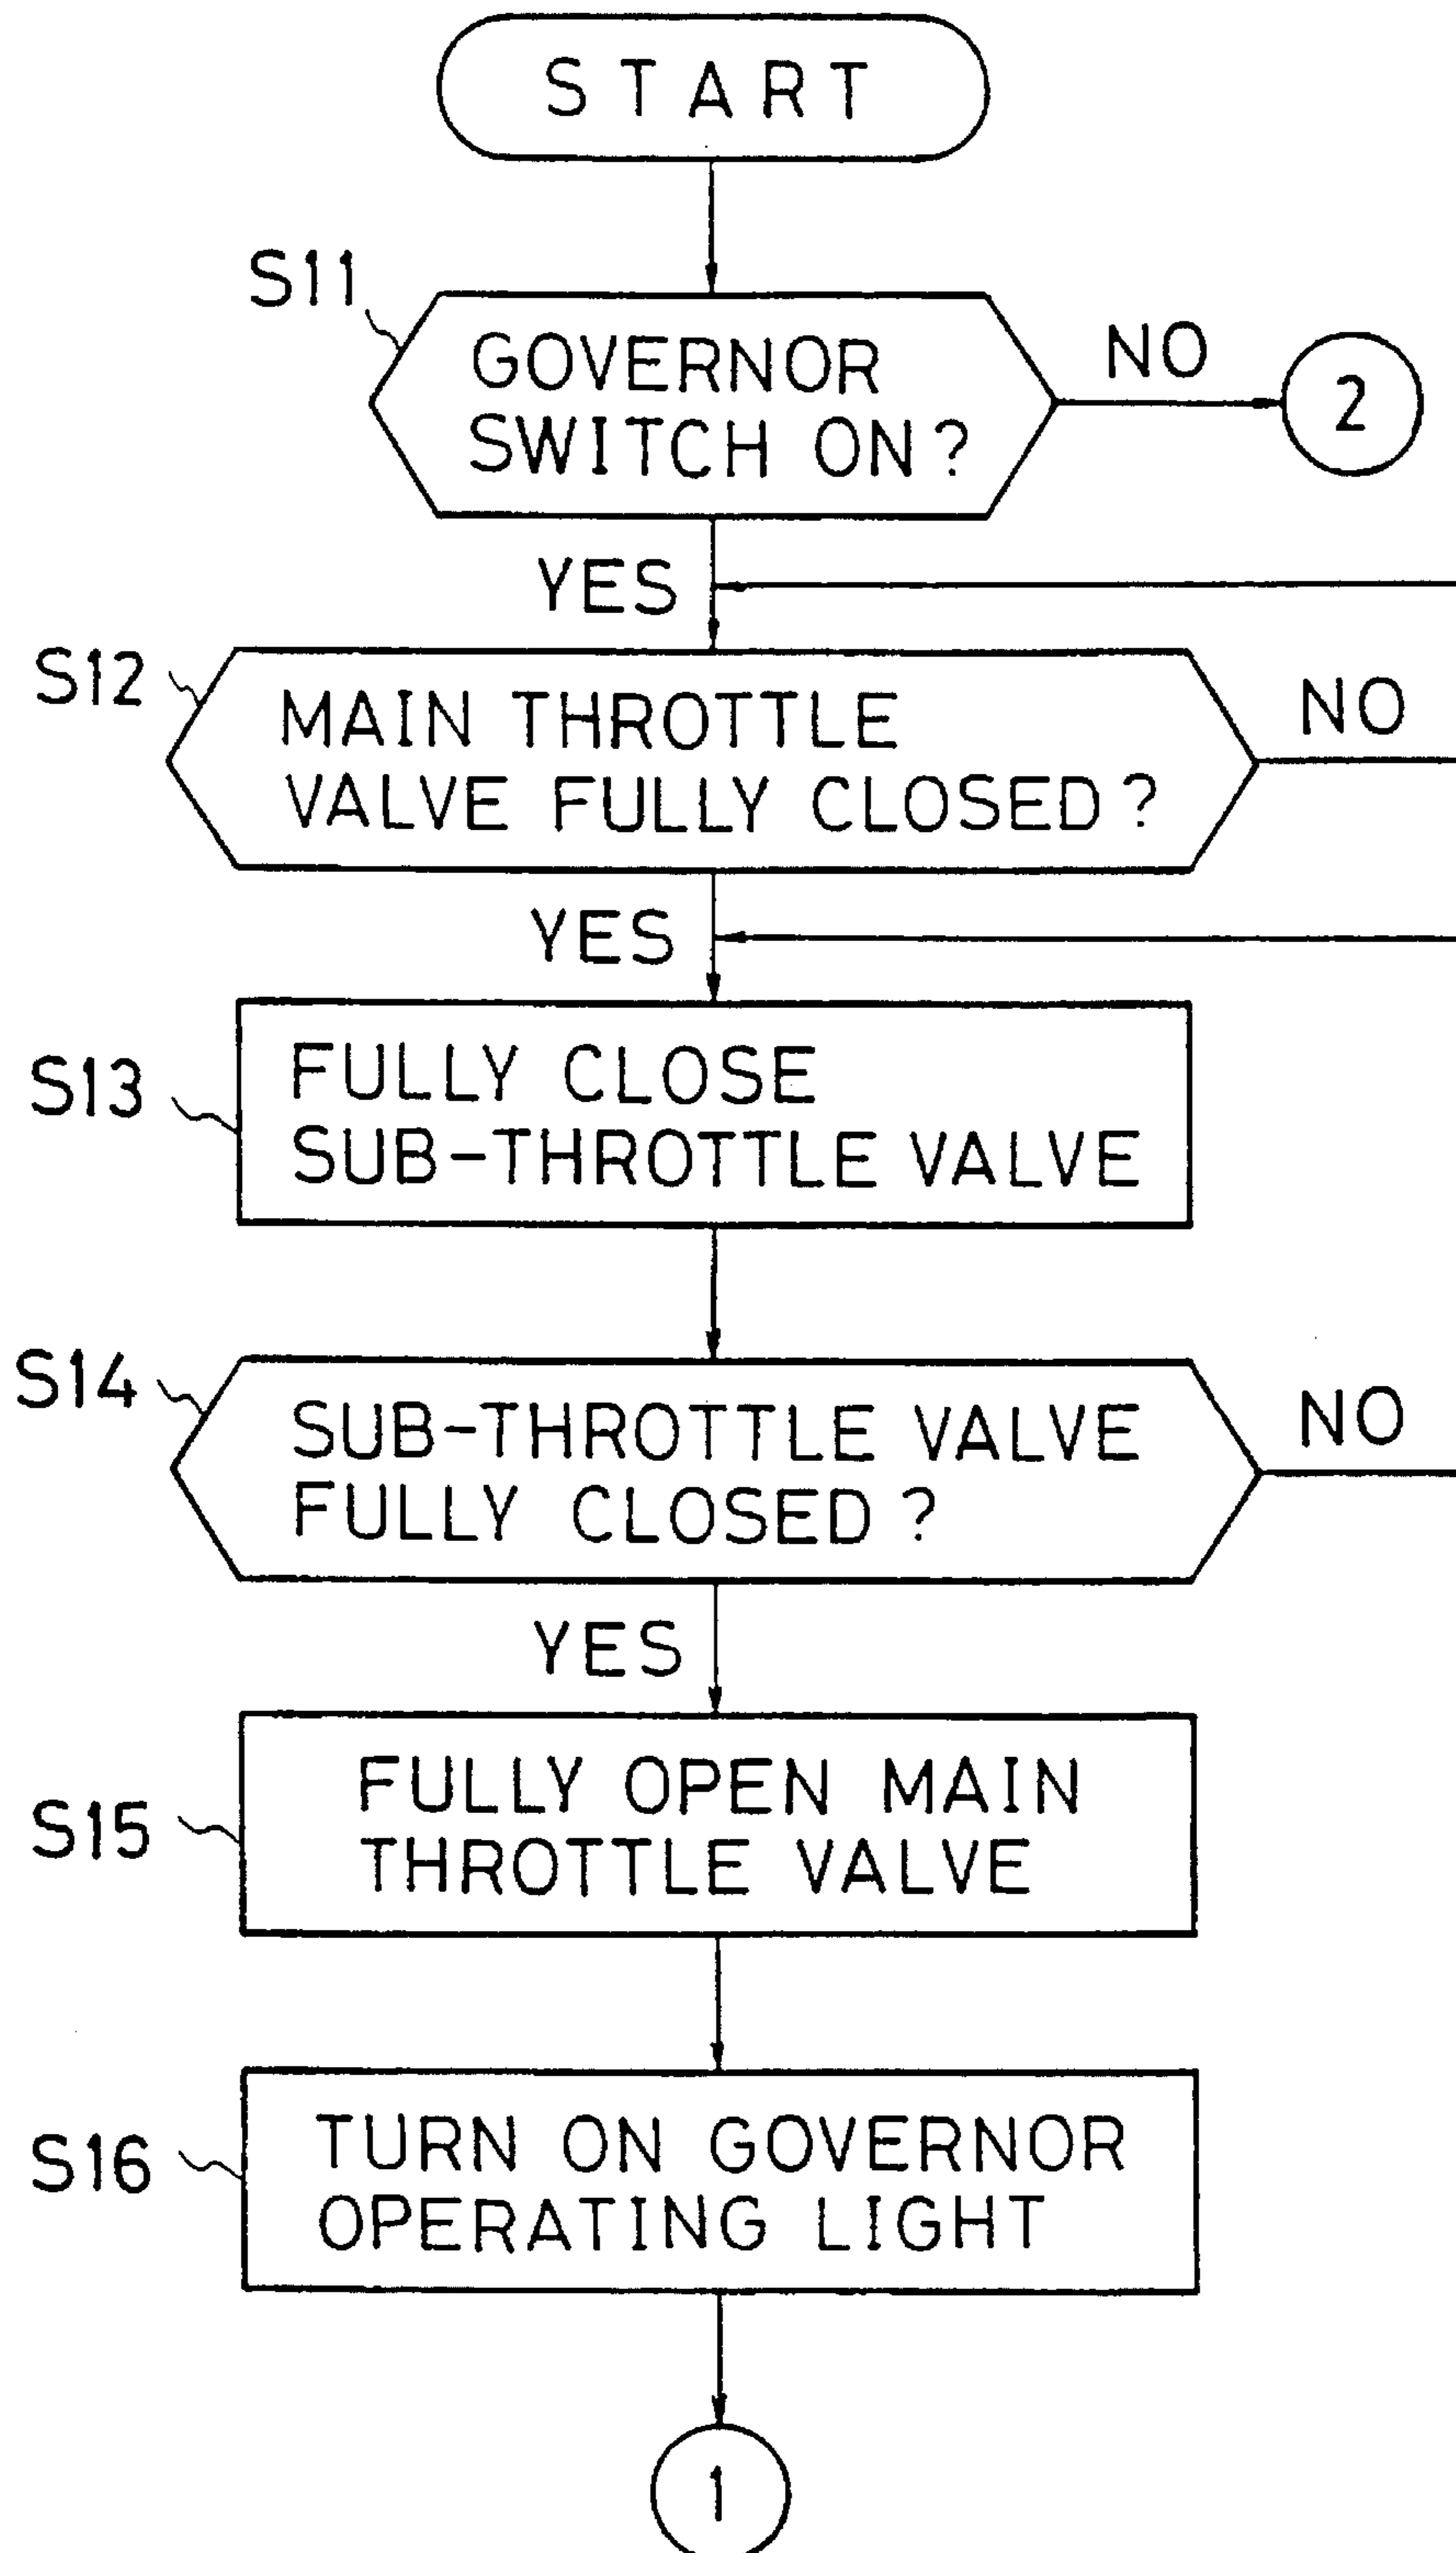 START
S11
GOVERNOR
SWITCH ON?
NO
2
YES
S12
MAIN THROTTLE
VALVE FULLY CLOSED?
NO
YES
S13
FULLY CLOSE
SUB-THROTTLE VALVE
S14
SUB-THROTTLE VALVE
FULLY CLOSED?
NO
YES
S15
FULLY OPEN MAIN
THROTTLE VALVE
S16
TURN ON GOVERNOR
OPERATING LIGHT
1